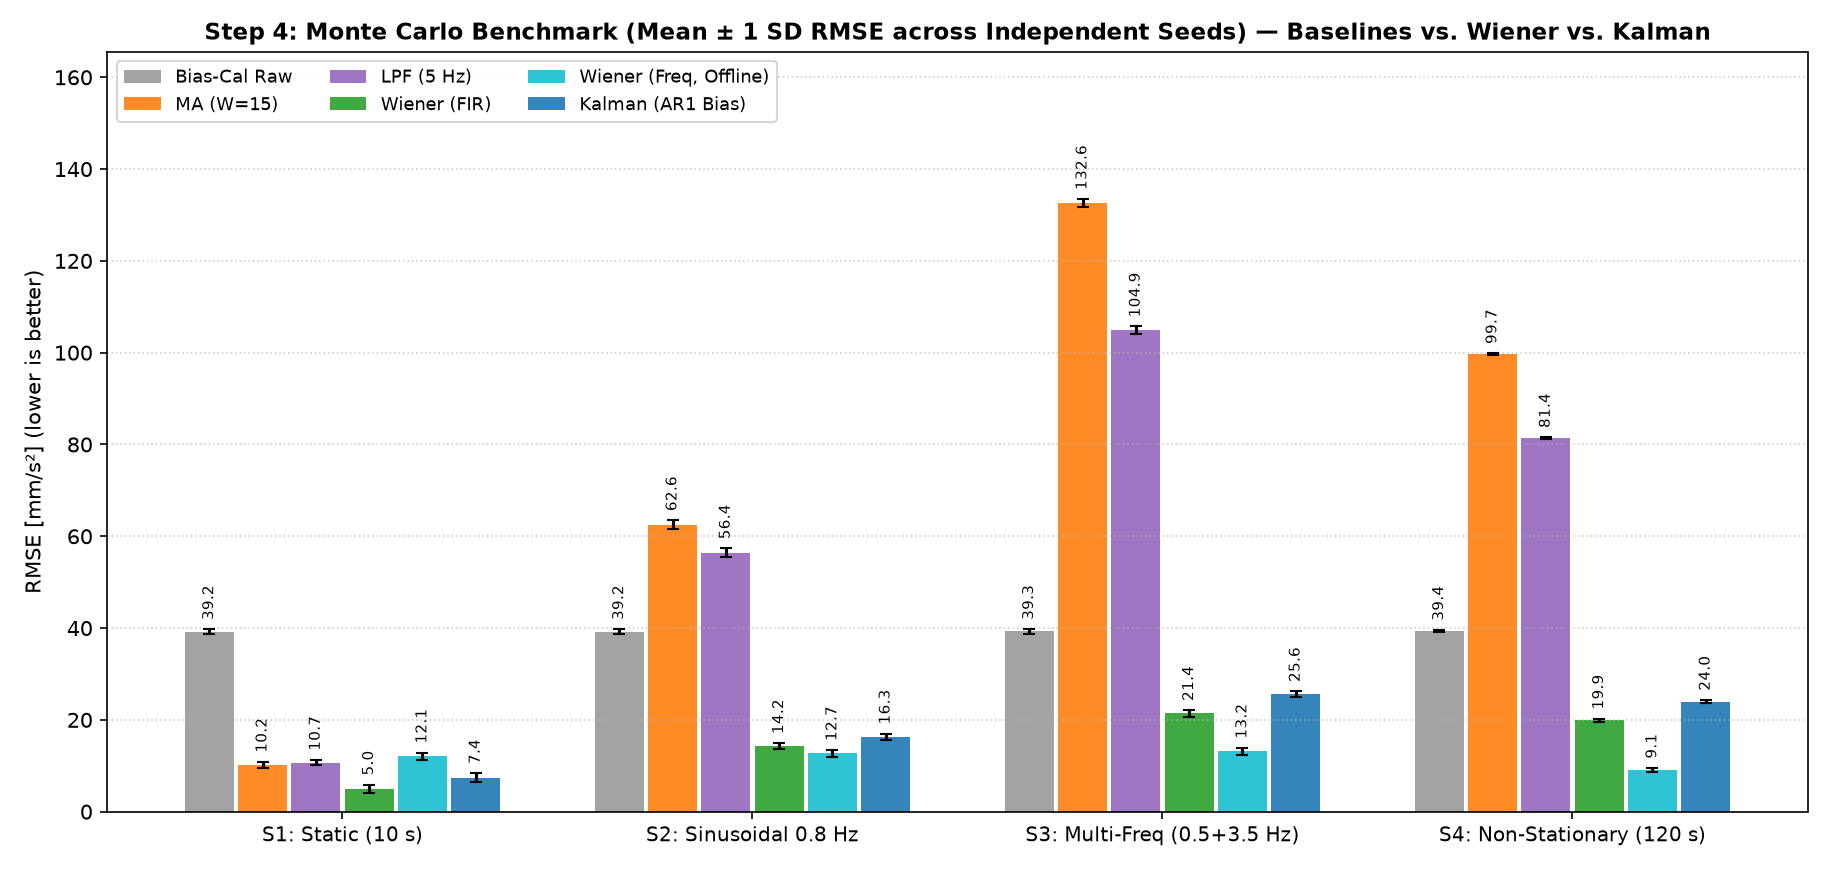 Step 4: Monte Carlo Benchmark (Mean ± 1 SD RMSE across Independent Seeds) — Baselines vs. Wiener vs. Kalman
RMSE [mm/s²] (lower is better)
160
140
120
100
80
60
40
20
0
Bias-Cal Raw
MA (W=15)
LPF (5 Hz)
Wiener (FIR)
Wiener (Freq, Offline)
Kalman (AR1 Bias)
39.2
10.2
10.7
5.0
12.1
7.4
39.2
62.6
56.4
14.2
12.7
16.3
39.3
132.6
104.9
21.4
13.2
25.6
39.4
99.7
81.4
19.9
9.1
24.0
S1: Static (10 s)
S2: Sinusoidal 0.8 Hz
S3: Multi-Freq (0.5+3.5 Hz)
S4: Non-Stationary (120 s)